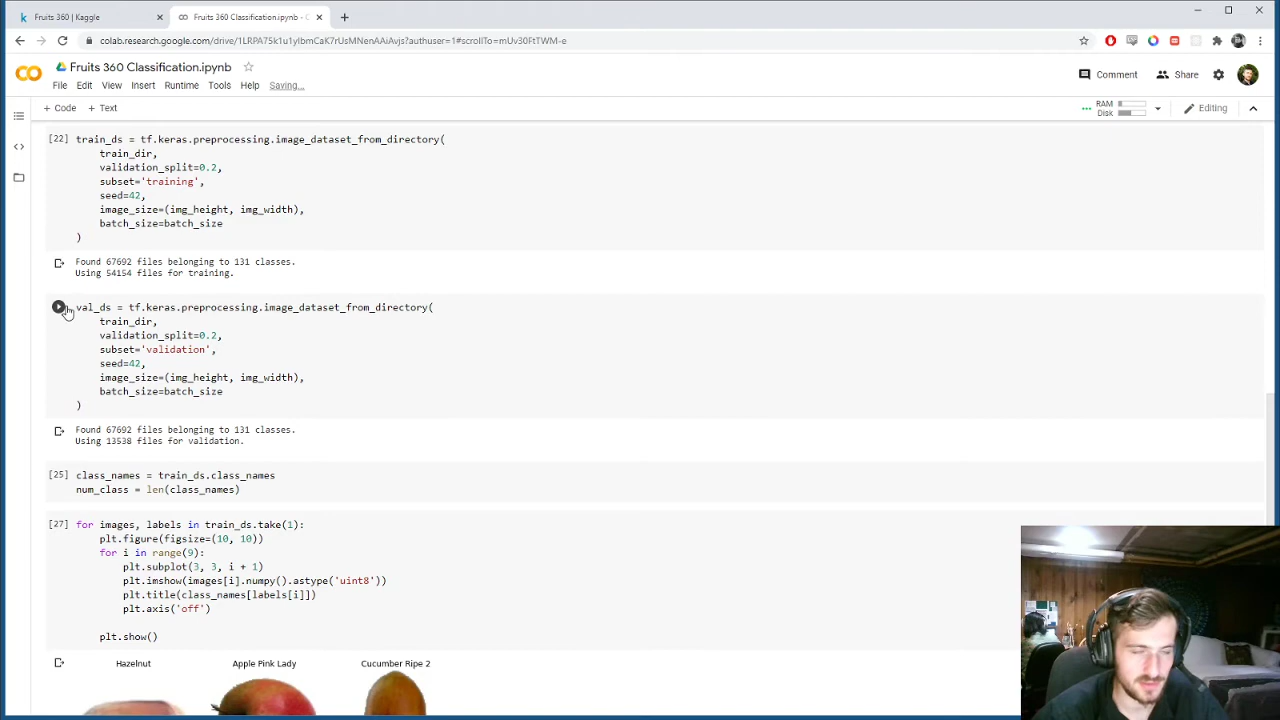 Fruits 360 | Kaggle
Fruits 360 Classification.ipynb - C
colab.research.google.com/drive/1LRPA75k1u1yIbmCaK7rUsMNenAAiAvjs?authuser=1#scrollTo=mUv30FtTWM-e
Fruits 360 Classification.ipynb
File Edit View Insert Runtime Tools Help Saving...
Comment
Share
+ Code + Text
RAM
Disk
Editing
[22] train_ds = tf.keras.preprocessing.image_dataset_from_directory(
train_dir,
validation_split=0.2,
subset='training',
seed=42,
image_size=(img_height, img_width),
batch_size=batch_size
)
Found 67692 files belonging to 131 classes.
Using 54154 files for training.
val_ds = tf.keras.preprocessing.image_dataset_from_directory(
train_dir,
validation_split=0.2,
subset='validation',
seed=42,
image_size=(img_height, img_width),
batch_size=batch_size
)
Found 67692 files belonging to 131 classes.
Using 13538 files for validation.
[25] class_names = train_ds.class_names
num_class = len(class_names)
[27] for images, labels in train_ds.take(1):
plt.figure(figsize=(10, 10))
for i in range(9):
plt.subplot(3, 3, i + 1)
plt.imshow(images[i].numpy().astype('uint8'))
plt.title(class_names[labels[i]])
plt.axis('off')
plt.show()
Hazelnut Apple Pink Lady Cucumber Ripe 2